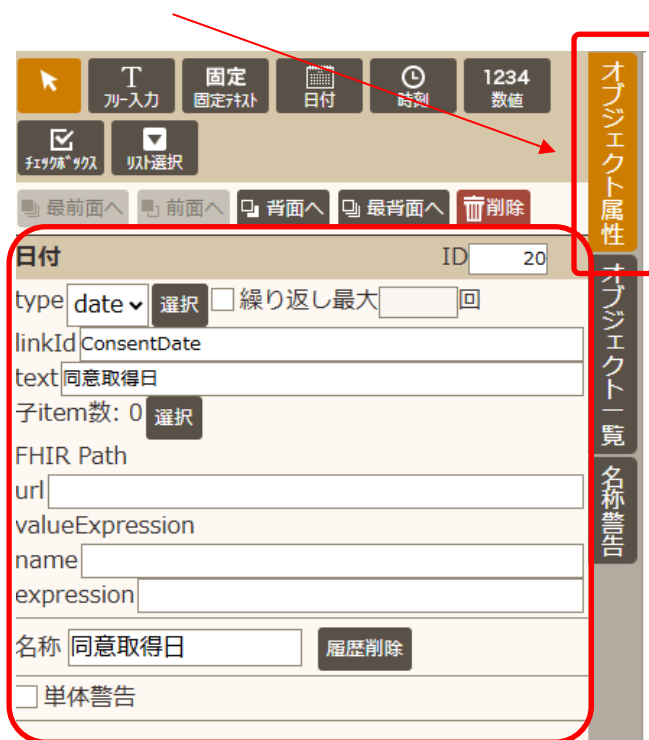 T
フリー入力
固定
固定テキスト
日付
時刻
1234
数値
チェックボックス
リスト選択
最前面へ 前面へ 背面へ 最背面へ 削除
日付 ID 20
type date 選択 繰り返し最大 回
linkId ConsentDate
text 同意取得日
子item数: 0 選択
FHIR Path
url
valueExpression
name
expression
名称 同意取得日 履歴削除
単体警告
オブジェクト属性
オブジェクト一覧
名称警告